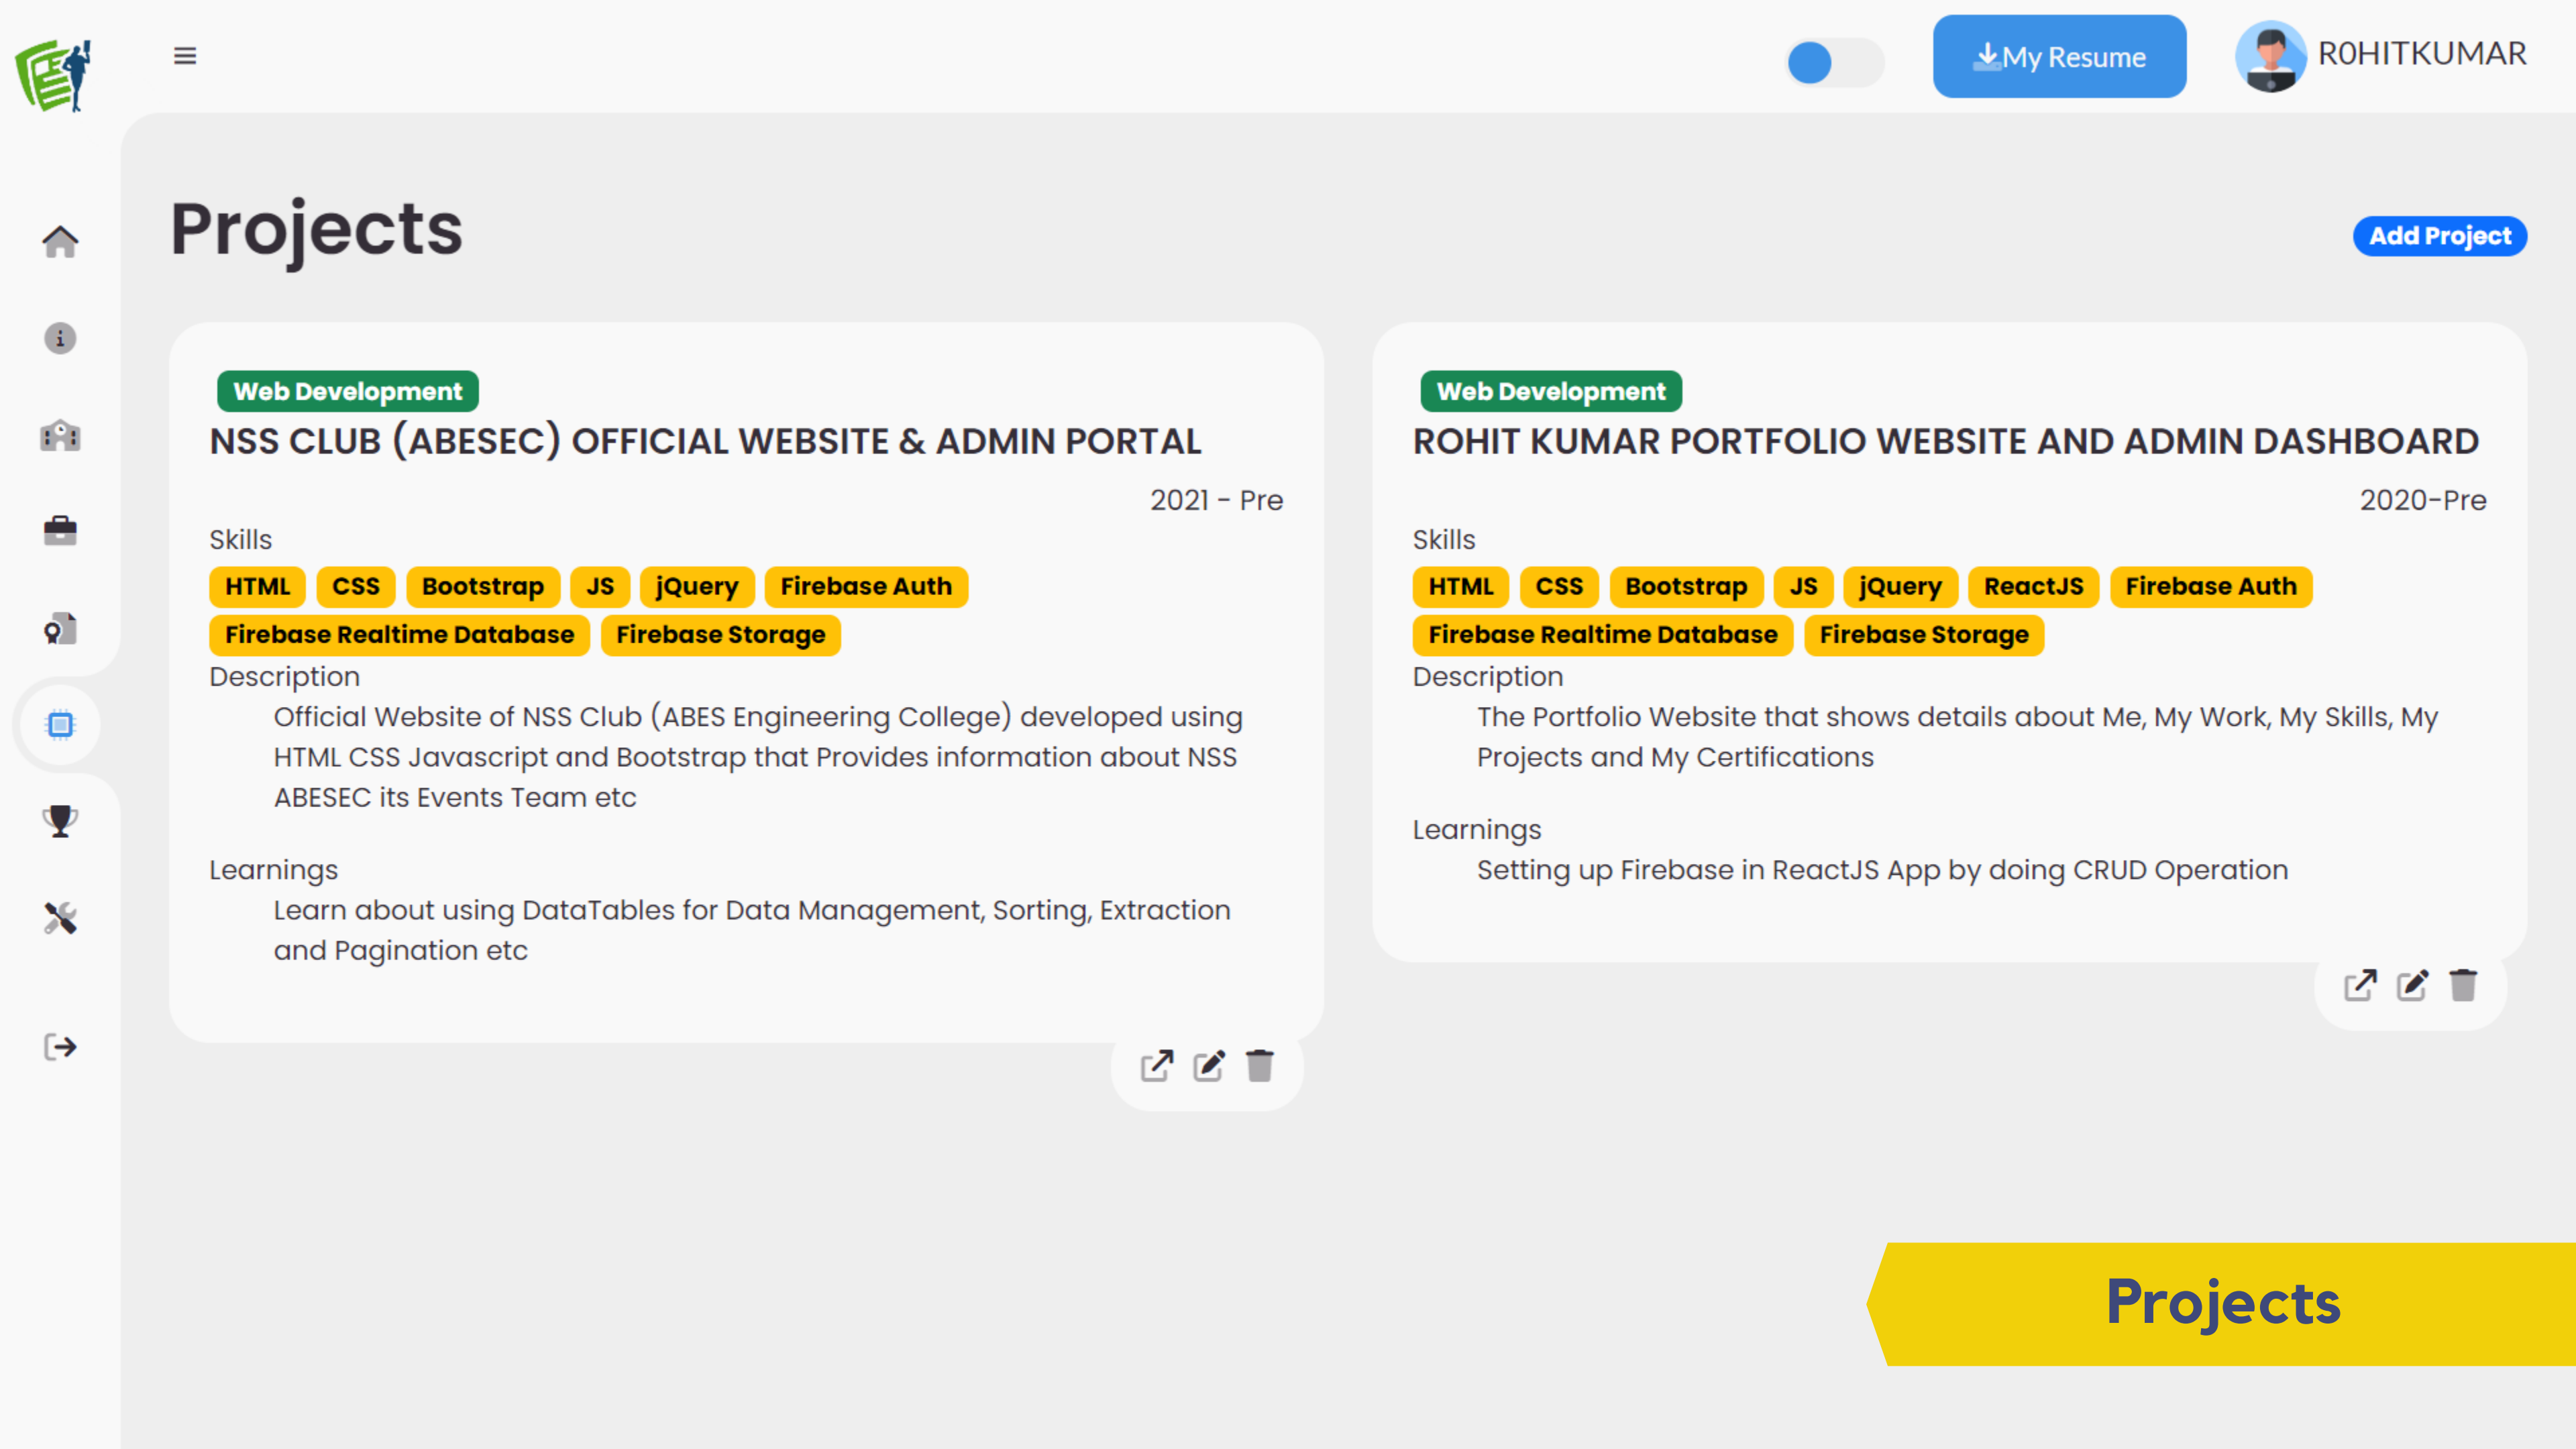 My Resume
R0HITKUMAR
Projects
Add Project
Web Development
NSS CLUB (ABESEC) OFFICIAL WEBSITE & ADMIN PORTAL
2021 - Pre
Skills
HTML CSS Bootstrap JS jQuery Firebase Auth
Firebase Realtime Database Firebase Storage
Description
Official Website of NSS Club (ABES Engineering College) developed using
HTML CSS Javascript and Bootstrap that Provides information about NSS
ABESEC its Events Team etc
Learnings
Learn about using DataTables for Data Management, Sorting, Extraction
and Pagination etc
Web Development
ROHIT KUMAR PORTFOLIO WEBSITE AND ADMIN DASHBOARD
2020-Pre
Skills
HTML CSS Bootstrap JS jQuery ReactJS Firebase Auth
Firebase Realtime Database Firebase Storage
Description
The Portfolio Website that shows details about Me, My Work, My Skills, My
Projects and My Certifications
Learnings
Setting up Firebase in ReactJS App by doing CRUD Operation
Projects